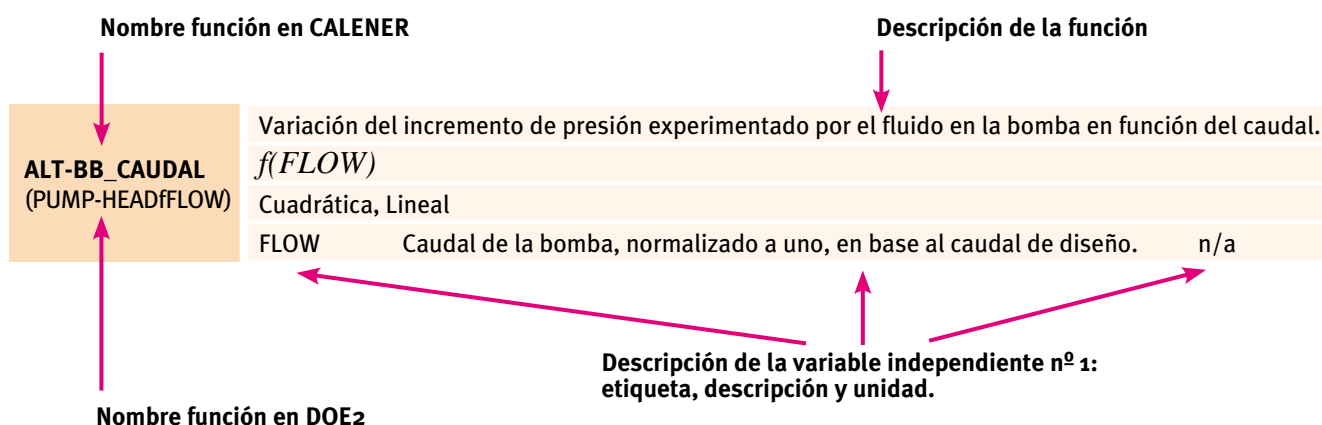 Nombre función en CALENER
Descripción de la función
Variación del incremento de presión experimentado por el fluido en la bomba en función del caudal.
ALT-BB_CAUDAL
(PUMP-HEADfFLOW)
f(FLOW)
Cuadrática, Lineal
FLOW Caudal de la bomba, normalizado a uno, en base al caudal de diseño. n/a
Descripción de la variable independiente nº 1:
etiqueta, descripción y unidad.
Nombre función en DOE2